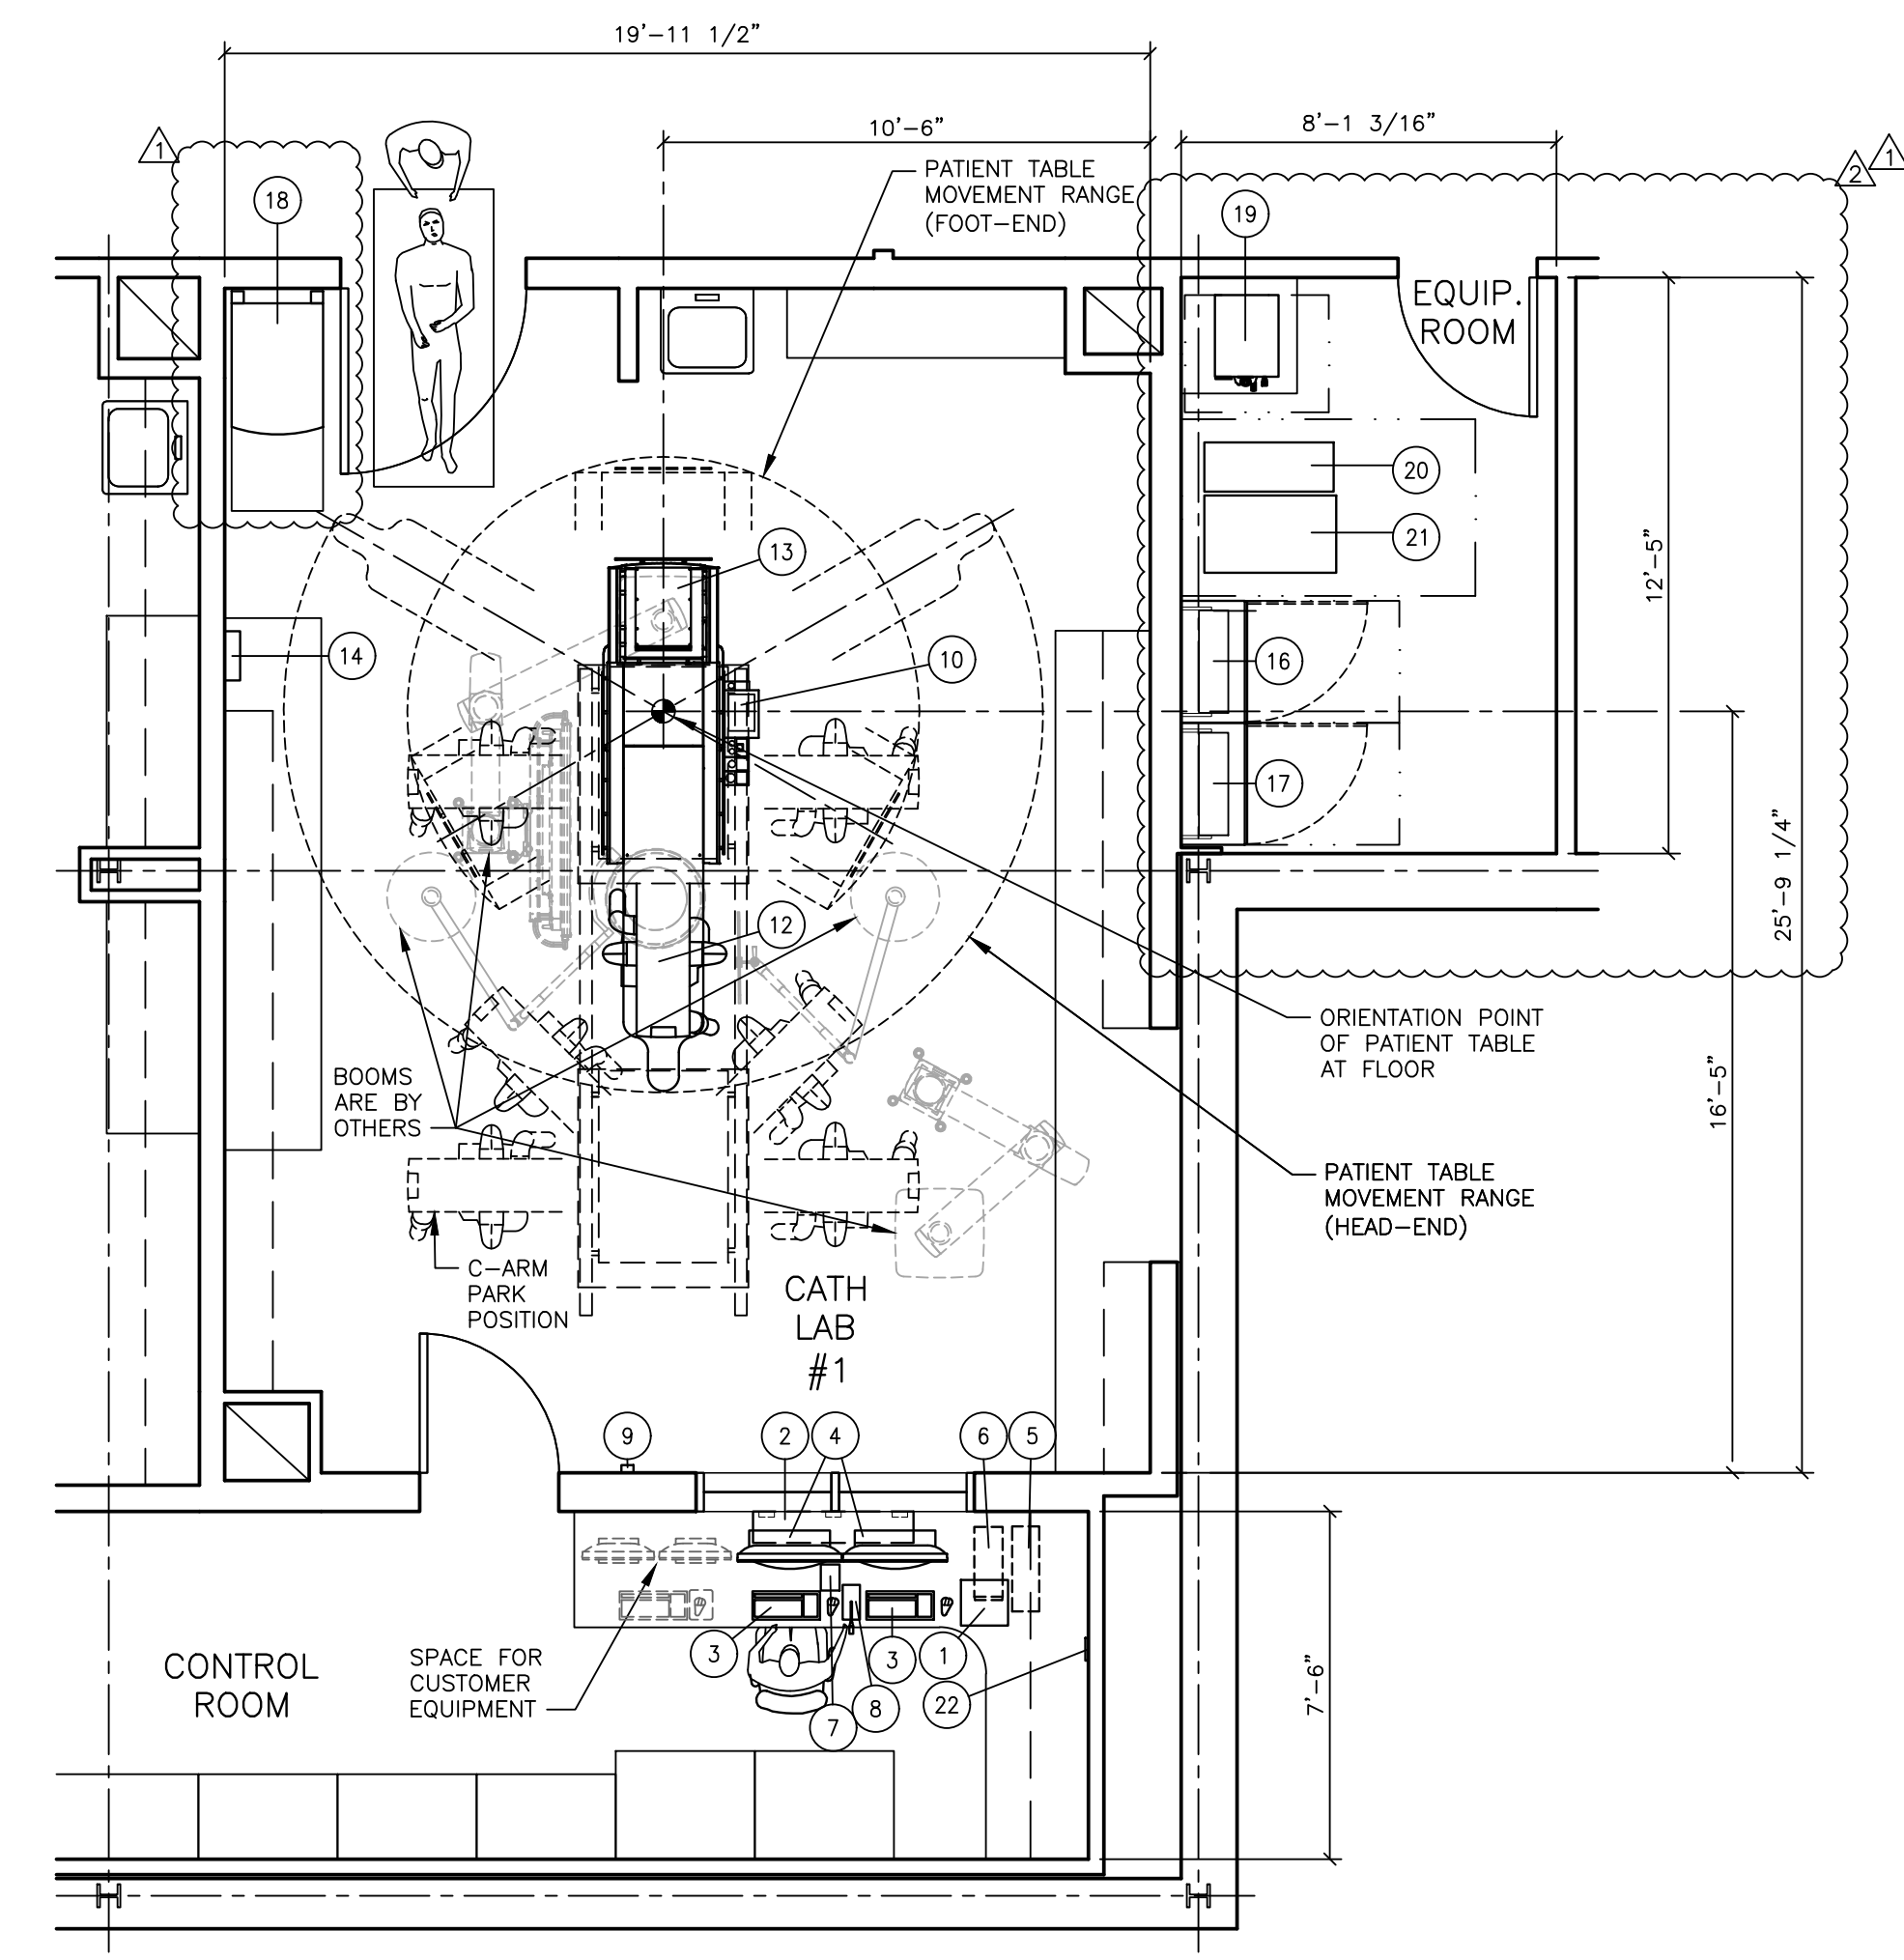 19'-11 1/2"
10'-6"
8'-1 3/16"
1
2
1
PATIENT TABLE
MOVEMENT RANGE
(FOOT-END)
18
19
EQUIP.
ROOM
20
21
13
12'-5"
14
10
16
17
12
25'-9 1/4"
ORIENTATION POINT
OF PATIENT TABLE
AT FLOOR
BOOMS
ARE BY
OTHERS
16'-5"
PATIENT TABLE
MOVEMENT RANGE
(HEAD-END)
C-ARM
PARK
POSITION
CATH
LAB
#1
9
2
4
6
5
CONTROL
ROOM
SPACE FOR
CUSTOMER
EQUIPMENT
3
3
1
7
8
22
7'-6"